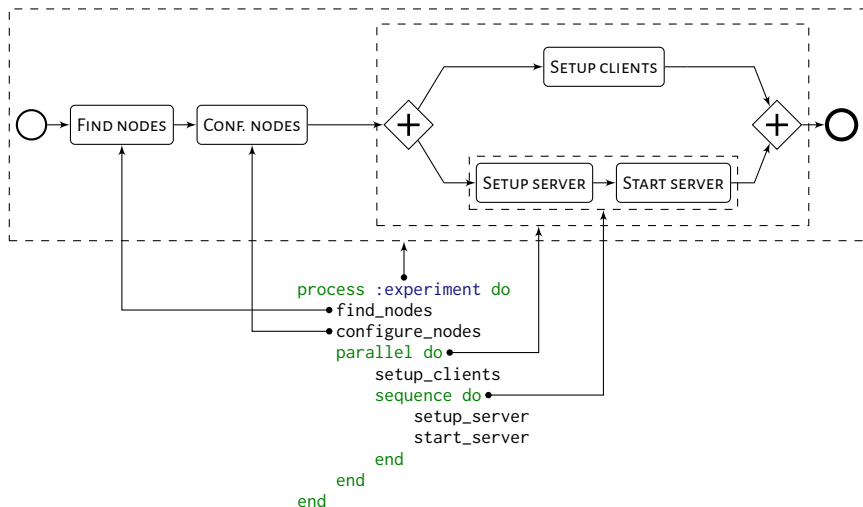 SETUP CLIENTS
FIND NODES
CONF. NODES
SETUP SERVER
START SERVER
process :experiment do
find_nodes
configure_nodes
parallel do
setup_clients
sequence do
setup_server
start_server
end
end
end